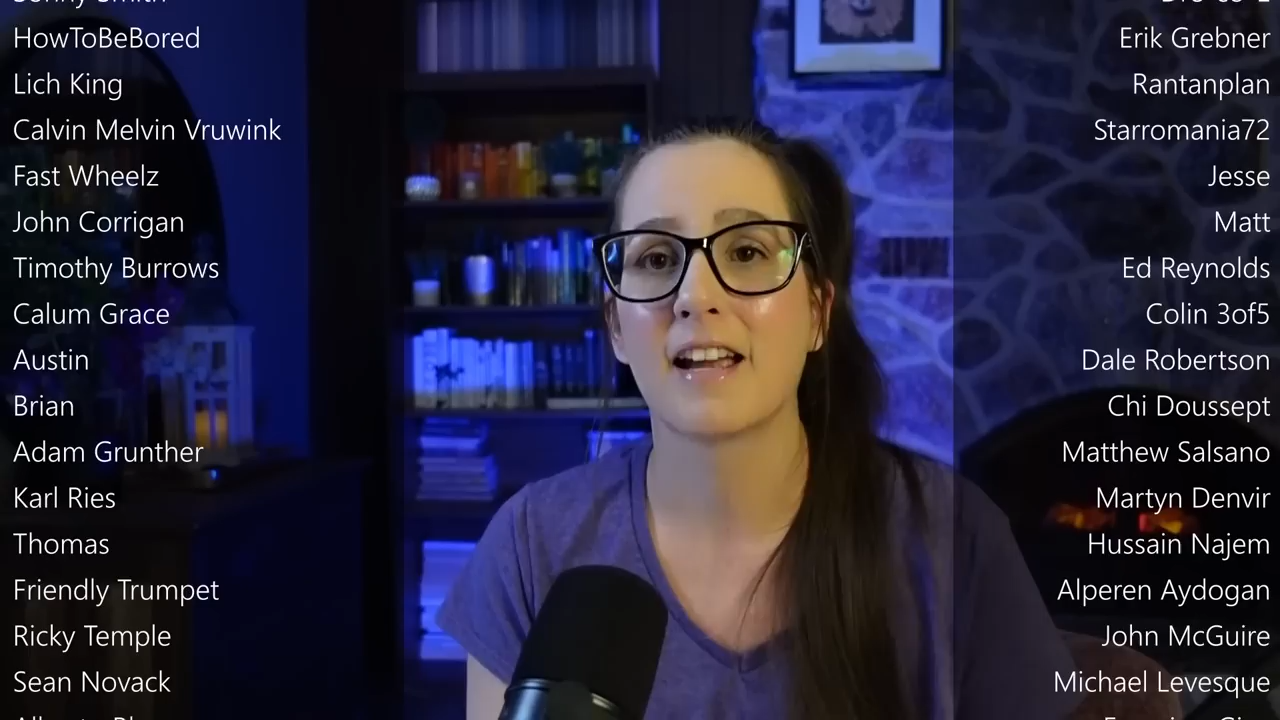 HowToBeBored
Lich King
Calvin Melvin Vruwink
Fast Wheelz
John Corrigan
Timothy Burrows
Calum Grace
Austin
Brian
Adam Grunther
Karl Ries
Thomas
Friendly Trumpet
Ricky Temple
Sean Novack
Erik Grebner
Rantanplan
Starromania72
Jesse
Matt
Ed Reynolds
Colin 3of5
Dale Robertson
Chi Doussept
Matthew Salsano
Martyn Denvir
Hussain Najem
Alperen Aydogan
John McGuire
Michael Levesque